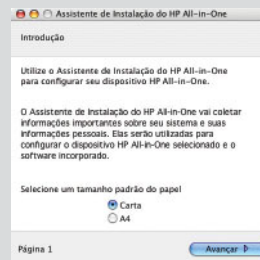 Assistente de Instalação do HP All-in-One
Introdução
Utilize o Assistente de Instalação do HP All-in-One
para configurar seu dispositivo HP All-in-One.
O Assistente de Instalação do HP All-in-One vai coletar
informações importantes sobre seu sistema e suas
informações pessoais. Elas serão utilizadas para
configurar o dispositivo HP All-in-One selecionado e o
software incorporado.
Selecione um tamanho padrão do papel
Carta
A4
Página 1
Avançar